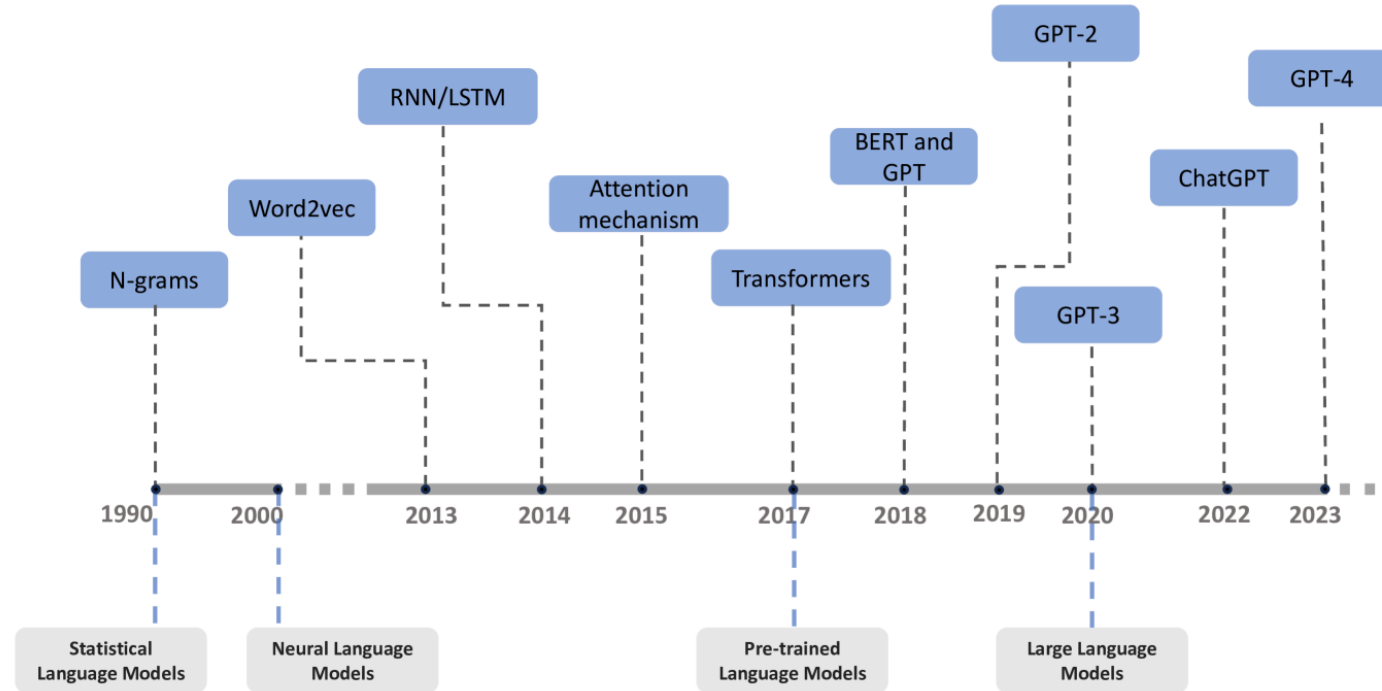 GPT-2
GPT-4
RNN/LSTM
BERT and
GPT
ChatGPT
Word2vec
Attention
mechanism
N-grams
Transformers
GPT-3
1990
2000
2013
2014
2015
2017
2018
2019
2020
2022
2023
Statistical
Language Models
Neural Language
Models
Pre-trained
Language Models
Large Language
Models